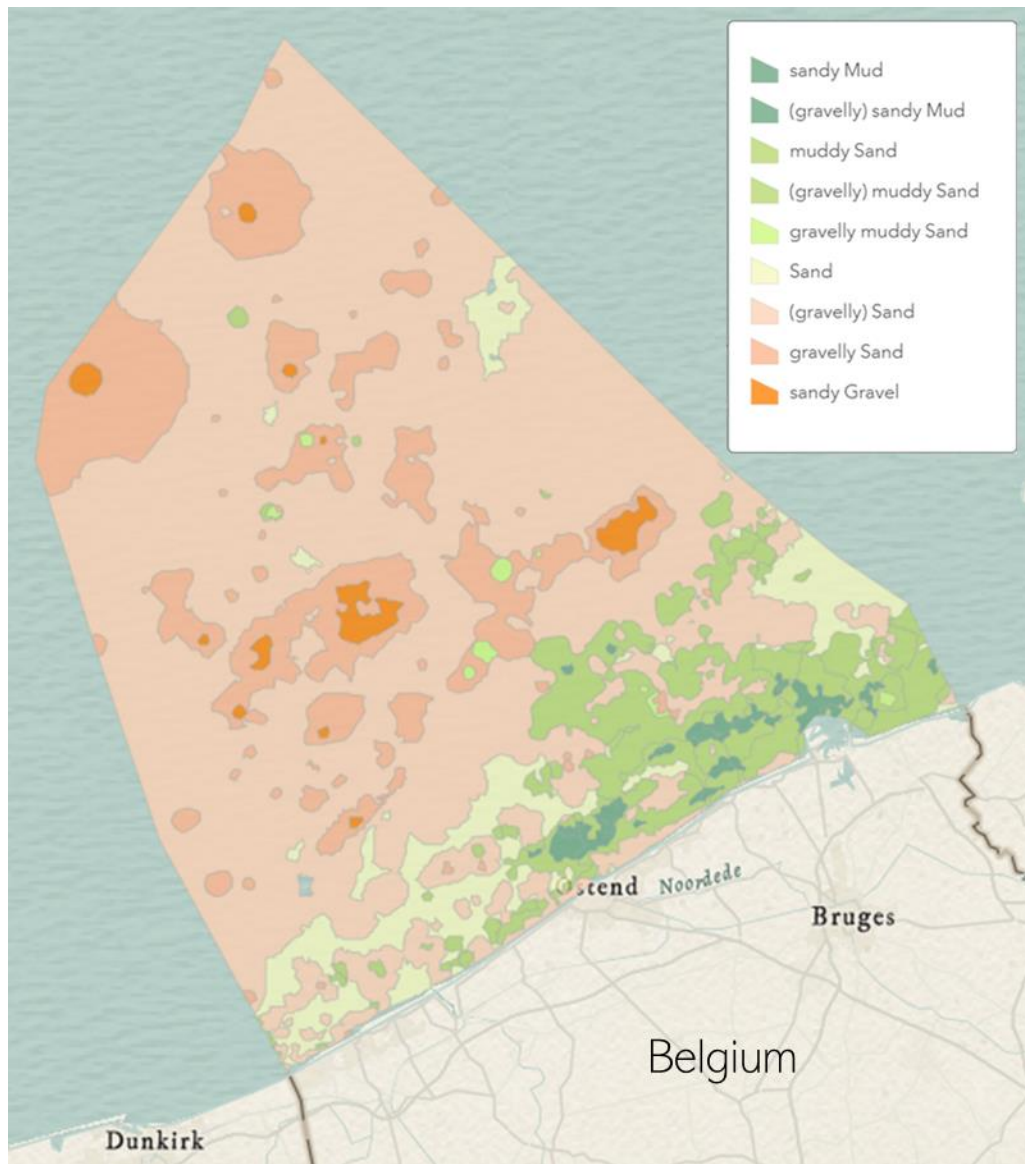 sandy Mud
(gravelly) sandy Mud
muddy Sand
(gravelly) muddy Sand
gravelly muddy Sand
Sand
(gravelly) Sand
gravelly Sand
sandy Gravel
Ostend
Noordede
Bruges
Belgium
Dunkirk